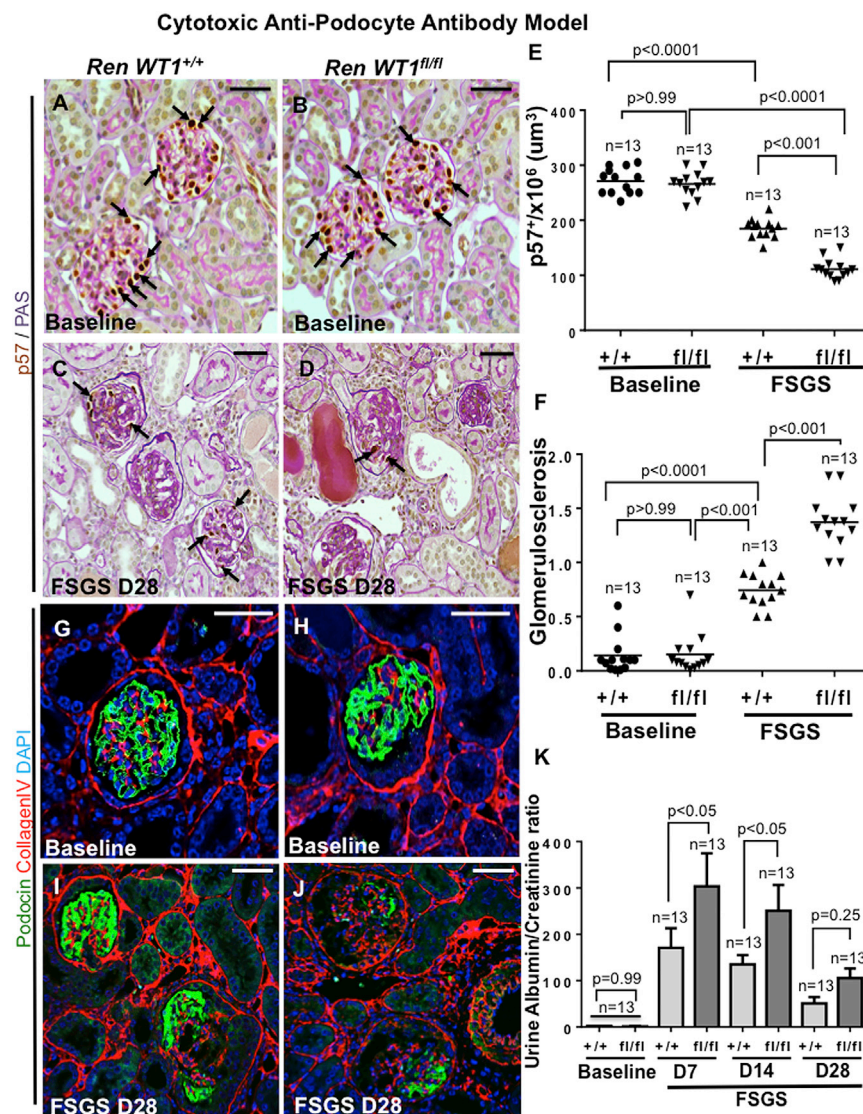 Cytotoxic Anti-Podocyte Antibody Model
Ren WT1+/+
Ren WT1fl/fl
p57 / PAS
A
Baseline
B
Baseline
C
FSGS D28
D
FSGS D28
Podocin CollagenIV DAPI
G
Baseline
H
Baseline
I
FSGS D28
J
FSGS D28
E
p57+/x10⁶ (um³)
400
300
200
100
0
p<0.0001
p>0.99
p<0.0001
p<0.001
n=13
n=13
n=13
n=13
+/+
fl/fl
+/+
fl/fl
Baseline
FSGS
F
Glomerulosclerosis
2.0
1.5
1.0
0.5
0.0
p<0.001
p<0.0001
p>0.99
p<0.001
n=13
n=13
n=13
n=13
+/+
fl/fl
+/+
fl/fl
Baseline
FSGS
K
Urine Albumin/Creatinine ratio
400
300
200
100
0
p=0.99
n=13
p<0.05
n=13
n=13
p<0.05
n=13
n=13
p=0.25
n=13
n=13
+/+ fl/fl +/+ fl/fl +/+ fl/fl +/+ fl/fl
Baseline D7 D14 D28
FSGS